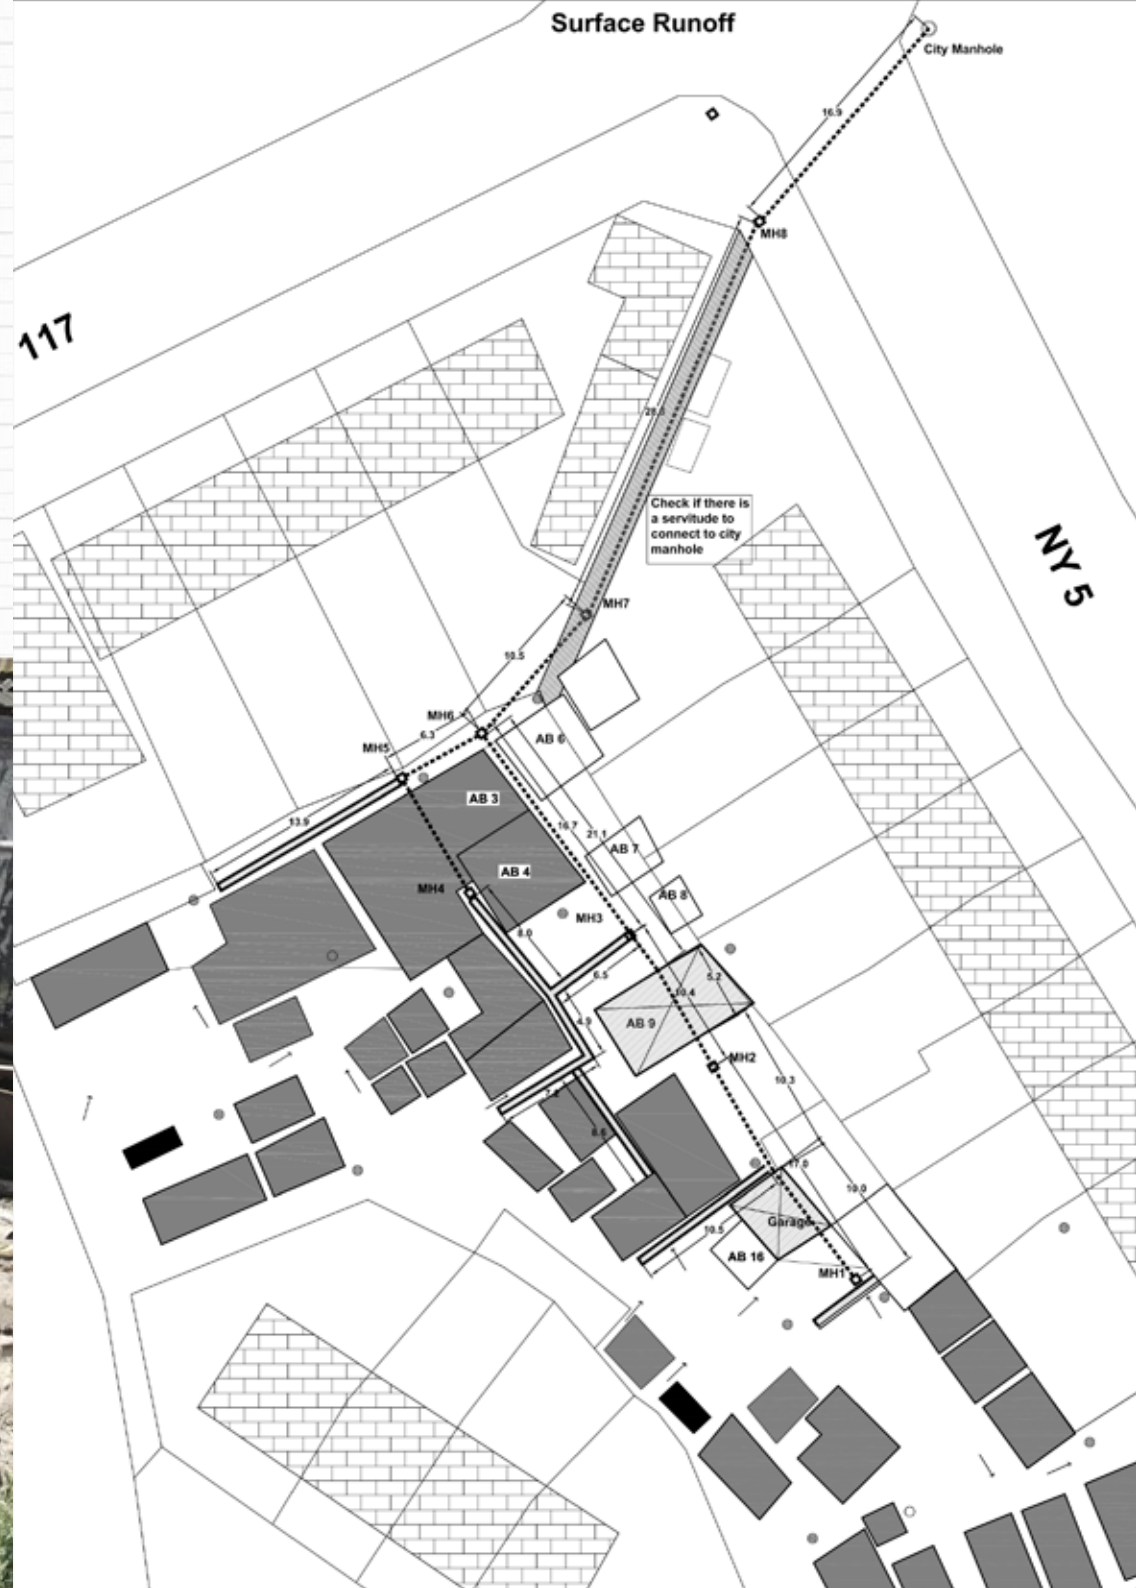 Surface Runoff
City Manhole
16.9
MH8
117
Check if there is
a servitude to
connect to city
manhole
NY 5
MH7
10.5
MH6
6.3
MH5
AB 6
AB 3
13.9
16.7
21.1
AB 7
AB 4
MH4
AB 8
MH3
8.0
6.5
5.2
10.4
AB 9
4.9
MH2
10.3
8.6
17.0
10.0
Garage
10.5
AB 16
MH1